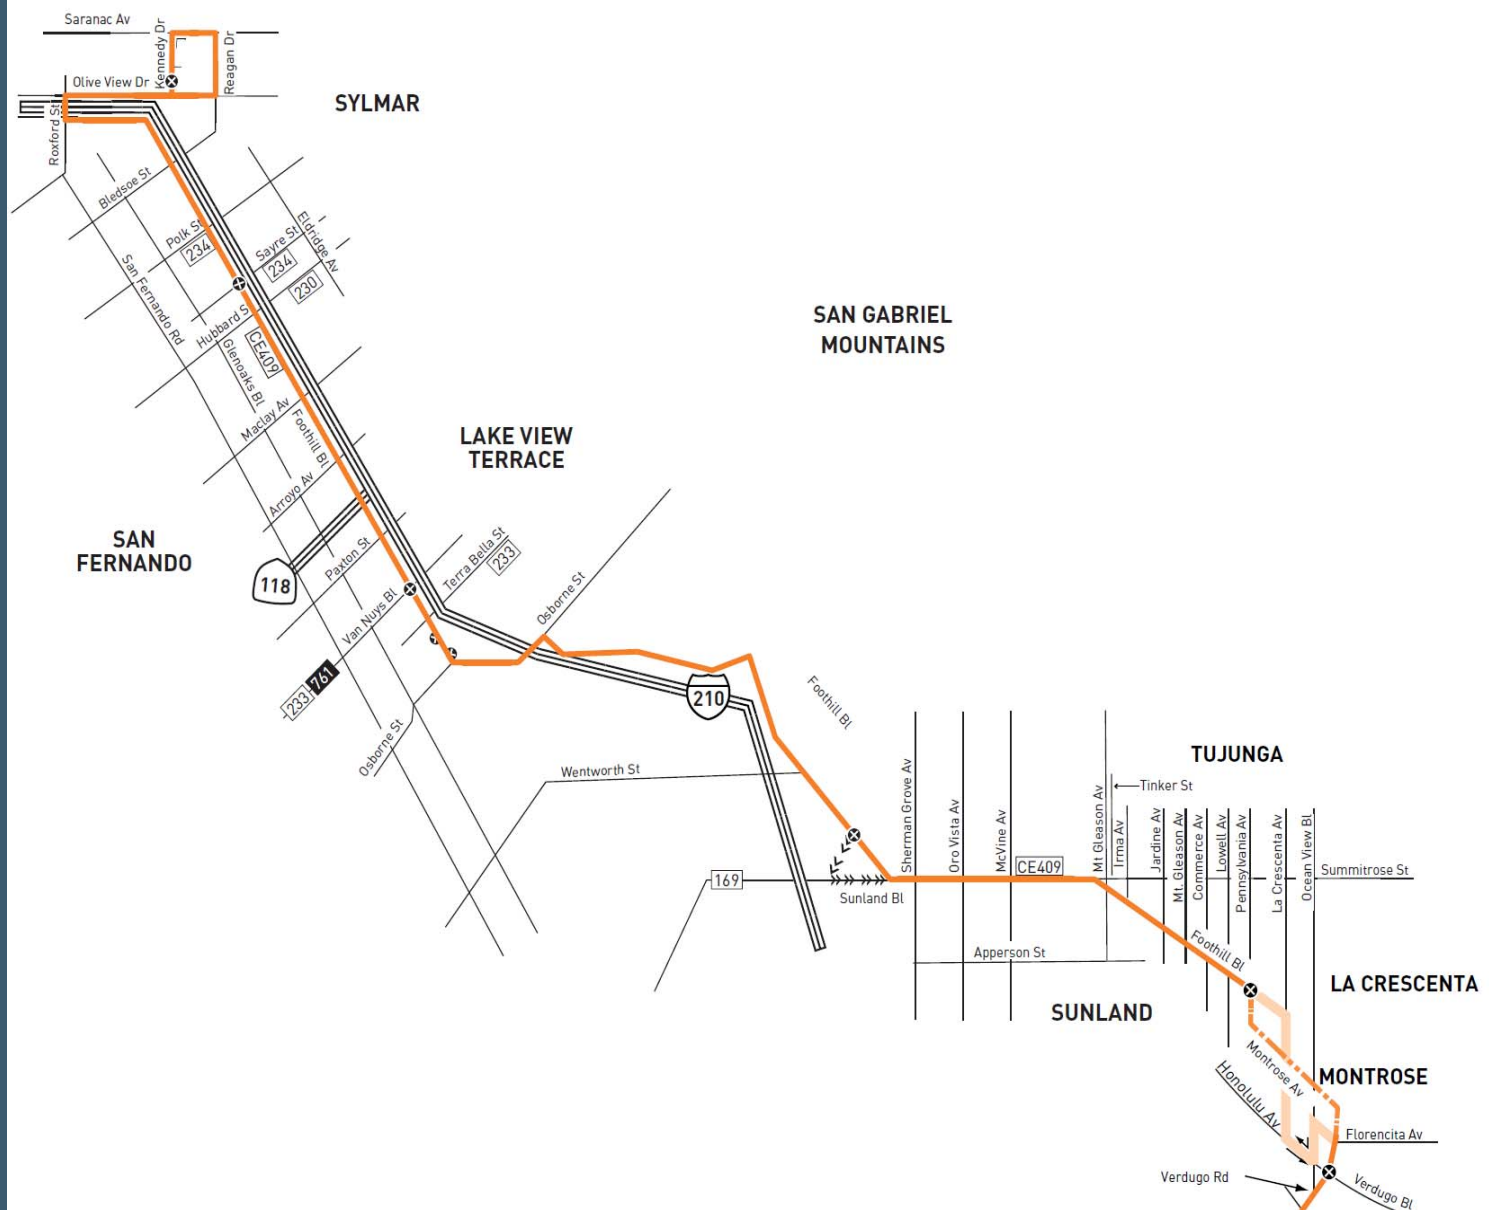 Saranac Av
Kennedy Dr
Reagan Dr
Olive View Dr
Roxford St
SYLMAR
Bledsoe St
Polk St
234
Sayre St
234
Eldridge Av
230
San Fernando Rd
Hubbard S
CE409
Glenoaks Bl
Maclay Av
Foothill Bl
Arroyo Av
SAN GABRIEL
MOUNTAINS
LAKE VIEW
TERRACE
SAN
FERNANDO
118
Paxton St
Van Nuys Bl
Terra Bella St
233
Osborne St
233
761
Osborne St
210
Foothill Bl
Wentworth St
169
Sunland Bl
Sherman Grove Av
Oro Vista Av
McVine Av
CE409
Mt Gleason Av
TUJUNGA
Tinker St
Irma Av
Jardine Av
Mt. Gleason Av
Commerce Av
Lowell Av
Pennsylvania Av
La Crescenta Av
Ocean View Bl
Summitrose St
Apperson St
Foothill Bl
SUNLAND
LA CRESCENTA
Montrose Av
MONTROSE
Honolulu Av
Florencita Av
Verdugo Rd
Verdugo Bl